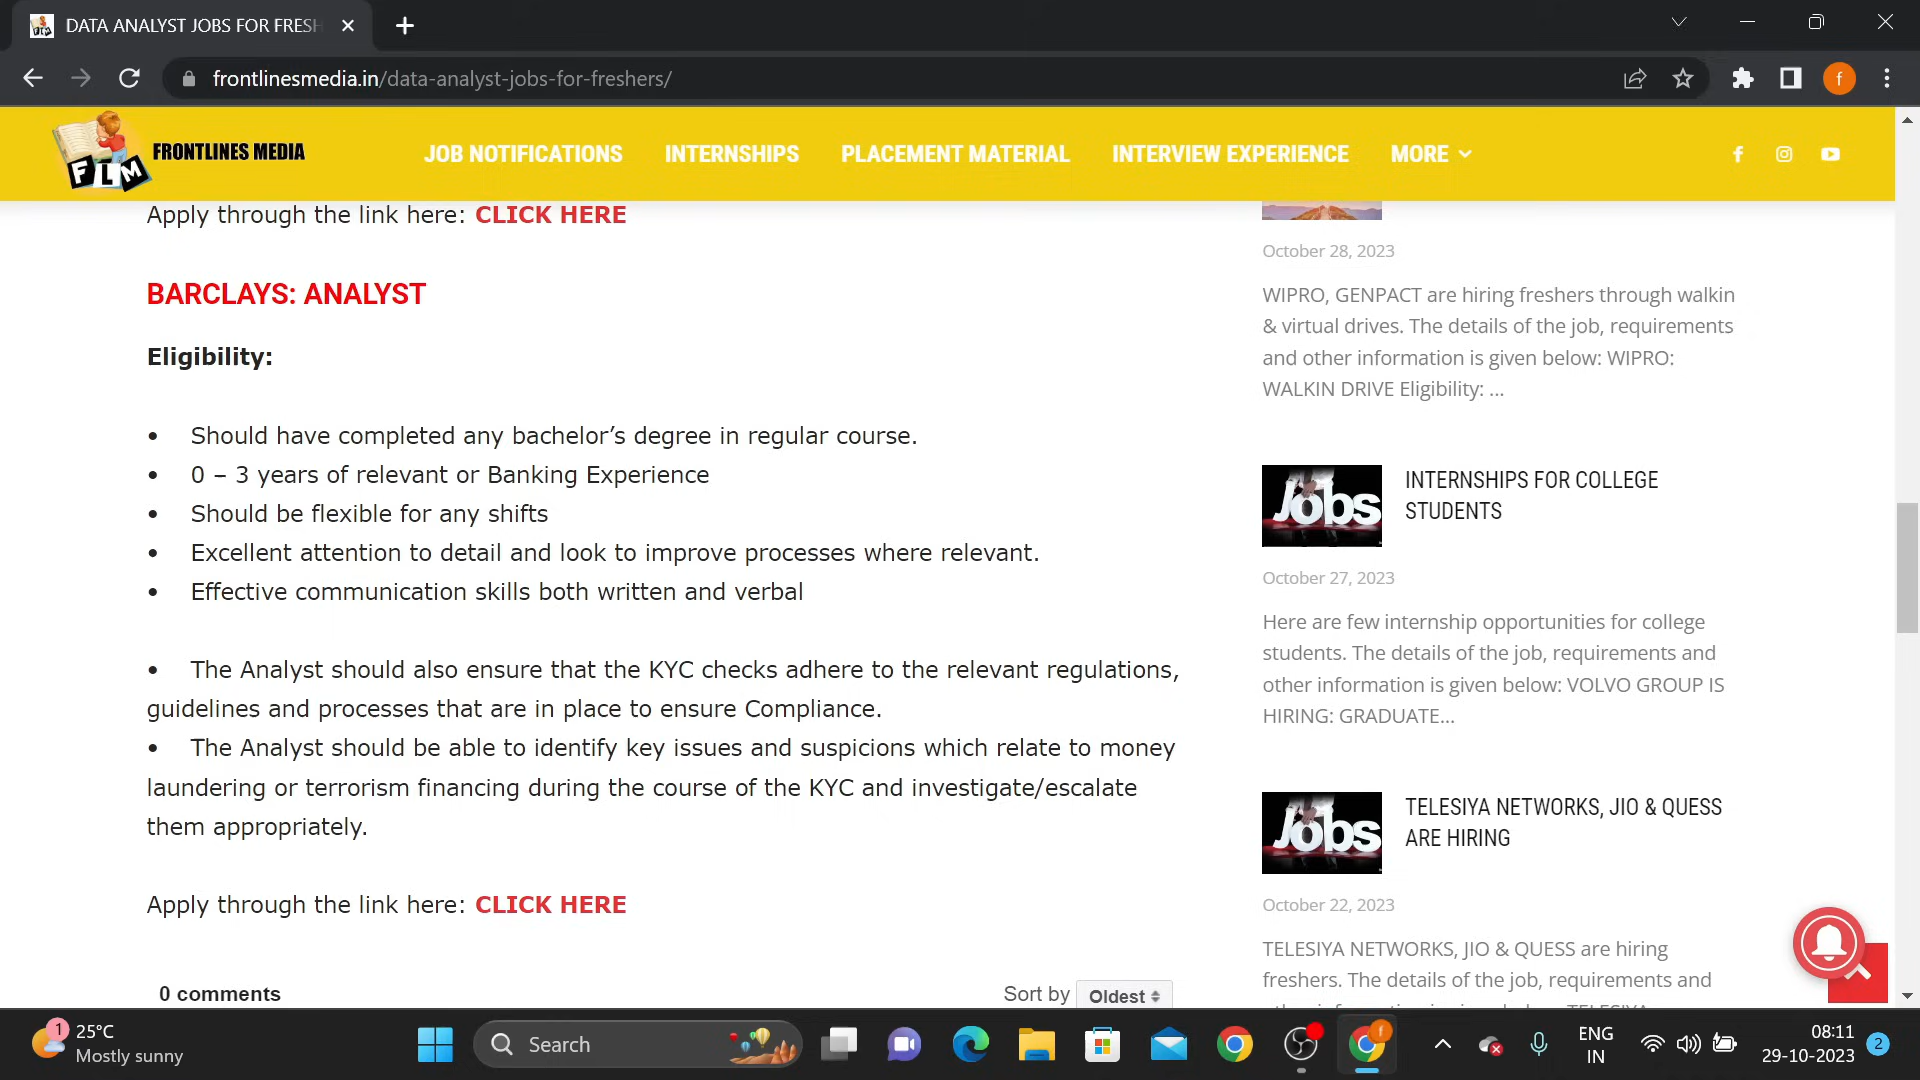 DATA ANALYST JOBS FOR FRESH
frontlinesmedia.in/data-analyst-jobs-for-freshers/
f
FLM
FRONTLINES MEDIA
JOB NOTIFICATIONS
INTERNSHIPS
PLACEMENT MATERIAL
INTERVIEW EXPERIENCE
MORE
Apply through the link here: CLICK HERE
BARCLAYS: ANALYST
Eligibility:
• Should have completed any bachelor’s degree in regular course.
• 0 – 3 years of relevant or Banking Experience
• Should be flexible for any shifts
• Excellent attention to detail and look to improve processes where relevant.
• Effective communication skills both written and verbal
• The Analyst should also ensure that the KYC checks adhere to the relevant regulations,
guidelines and processes that are in place to ensure Compliance.
• The Analyst should be able to identify key issues and suspicions which relate to money
laundering or terrorism financing during the course of the KYC and investigate/escalate
them appropriately.
Apply through the link here: CLICK HERE
0 comments
Sort by Oldest
October 28, 2023
WIPRO, GENPACT are hiring freshers through walkin
& virtual drives. The details of the job, requirements
and other information is given below: WIPRO:
WALKIN DRIVE Eligibility: ...
Jobs
INTERNSHIPS FOR COLLEGE
STUDENTS
October 27, 2023
Here are few internship opportunities for college
students. The details of the job, requirements and
other information is given below: VOLVO GROUP IS
HIRING: GRADUATE...
Jobs
TELESIYA NETWORKS, JIO & QUESS
ARE HIRING
October 22, 2023
TELESIYA NETWORKS, JIO & QUESS are hiring
freshers. The details of the job, requirements and
1
25°C
Mostly sunny
Search
f
ENG
IN
08:11
29-10-2023
2